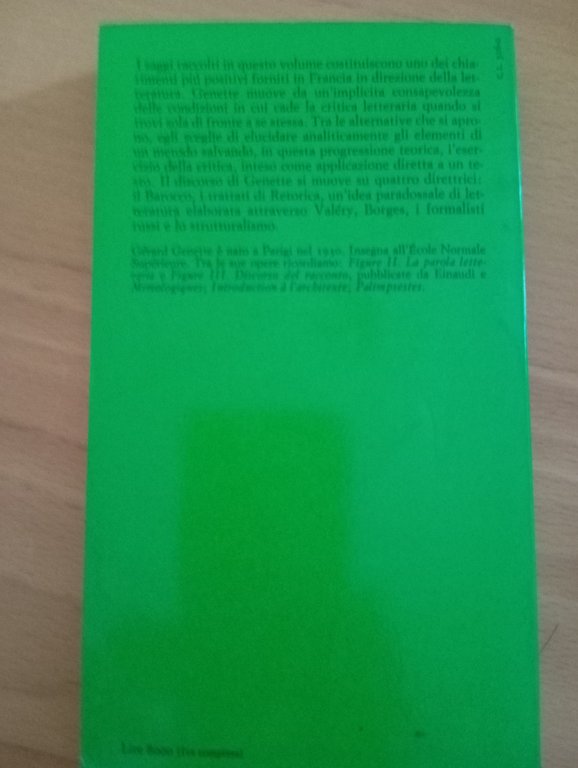 I saggi raccolti in questo volume costituiscono uno dei chia-
rimenti piú positivi forniti in Francia in direzione della let-
teratura. Genette muove da un'implicita consapevolezza
delle condizioni in cui cade la critica letteraria quando si
trovi sola di fronte a se stessa. Tra le alternative che si apro-
no, egli sceglie di elucidare analiticamente gli elementi di
un metodo salvando, in questa progressione teorica, l'eser-
cizio della critica, inteso come applicazione diretta a un te-
sto. Il discorso di Genette si muove su quattro direttrici:
il Barocco, i trattati di Retorica, un'idea paradossale di let-
teratura elaborata attraverso Valéry, Borges, i formalisti
russi e lo strutturalismo.
Gérard Genette è nato a Parigi nel 1930. Insegna all'École Normale
Supérieure. Tra le sue opere ricordiamo: Figure II. La parola lette-
raria e Figure III. Discorso del racconto, pubblicate da Einaudi e
Mimologiques; Introduction à l'architexte; Palimpsestes.
Lire 8000 (iva compresa)